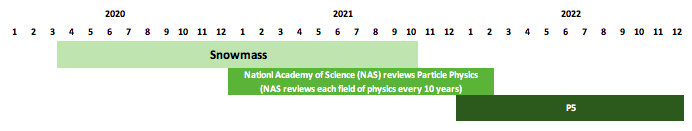 2020 2021 2022
1 2 3 4 5 6 7 8 9 10 11 12 1 2 3 4 5 6 7 8 9 10 11 12 1 2 3 4 5 6 7 8 9 10 11 12
Snowmass
Nationl Academy of Science (NAS) reviews Particle Physics
(NAS reviews each field of physics every 10 years)
P5